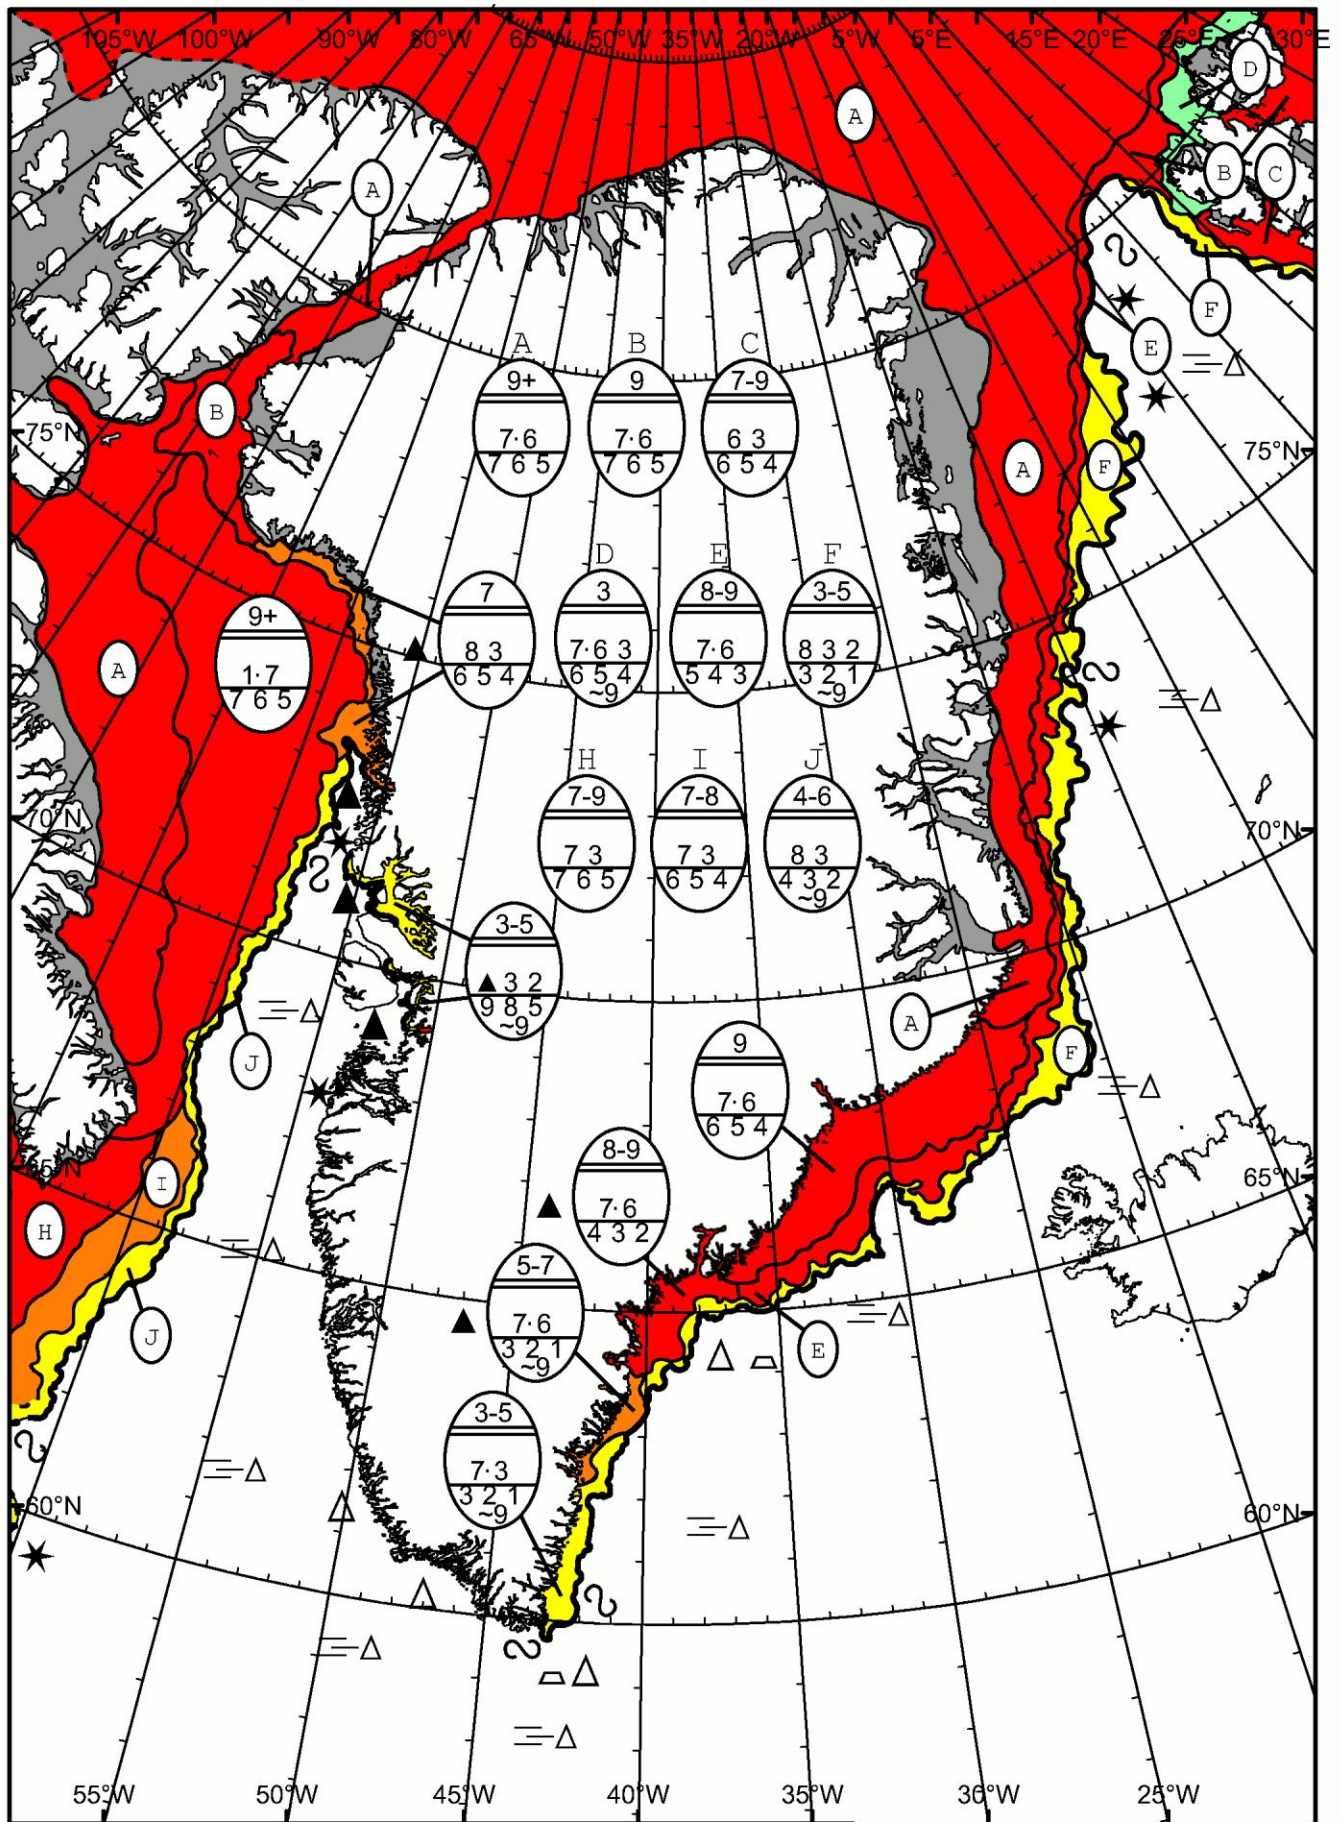 105°W 100°W 90°W 80°W 65°W 50°W 35°W 20°W 5°W 5°E 15°E 20°E 25°E 30°E
D
A
A
B C
F
E
A B C
9+ 9 7-9
7·6 7·6 6 3
7 6 5 7 6 5 6 5 4
B
75°N
75°N
A
F
D E F
7 3 8-9 3-5
8 3 7·6 3 7·6 8 3 2
6 5 4 6 5 4 5 4 3 3 2 1
~9 ~9
9+
1·7
7 6 5
A
H I J
7-9 7-8 4-6
7 3 7 3 8 3
7 6 5 6 5 4 4 3 2
~9
70°N
70°N
3-5
▲ 3 2
9 8 5
~9
A
F
J
9
7·6
6 5 4
8-9
7·6
4 3 2
65°N
65°N
I
H
5-7
7·6
3 2 1
~9
J
E
3-5
7·3
3 2 1
~9
60°N
60°N
55°W 50°W 45°W 40°W 35°W 30°W 25°W